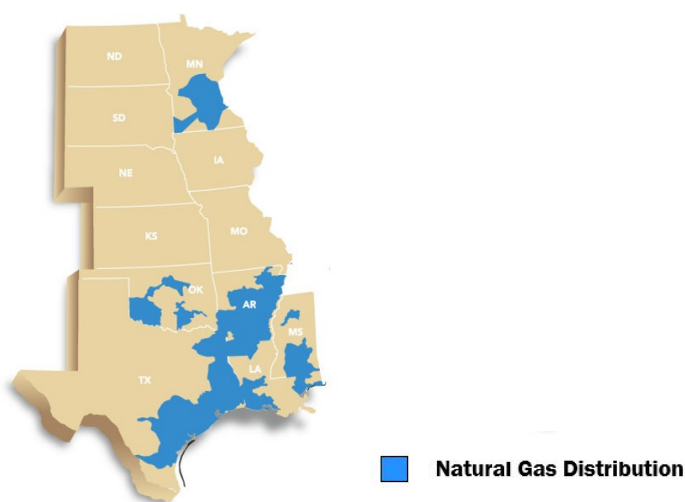 ND
MN
SD
IA
NE
KS
MO
OK
AR
MS
TX
LA
Natural Gas Distribution